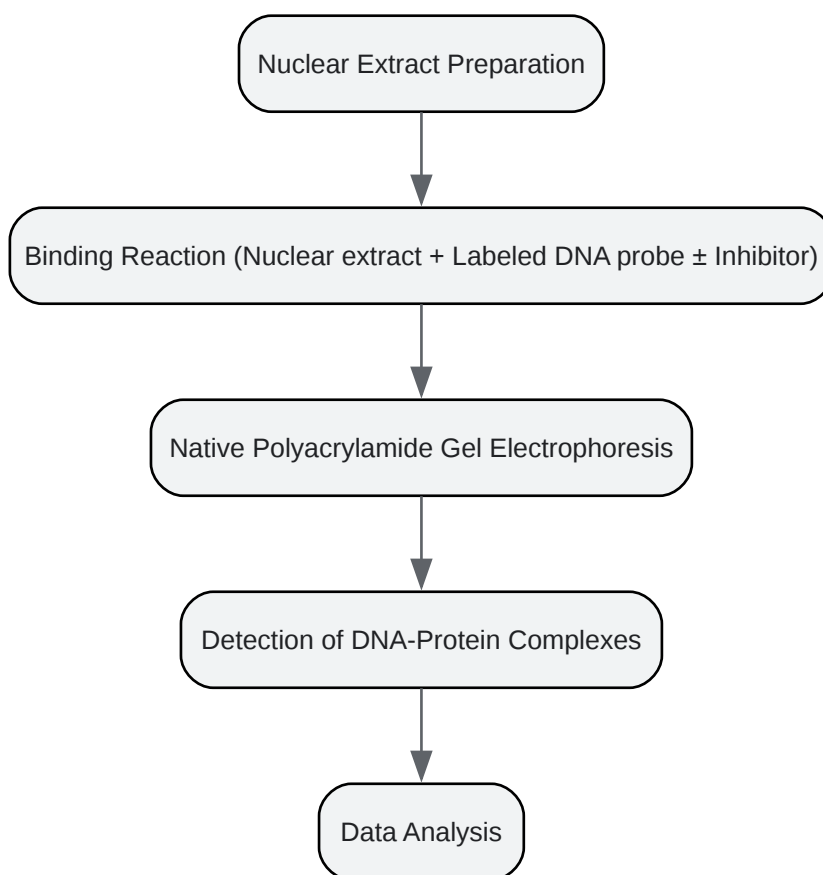 Nuclear Extract Preparation
Binding Reaction (Nuclear extract + Labeled DNA probe ± Inhibitor)
Native Polyacrylamide Gel Electrophoresis
Detection of DNA-Protein Complexes
Data Analysis